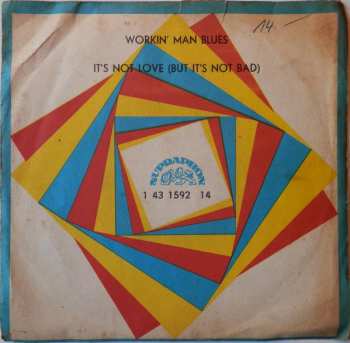 14.-
WORKIN' MAN BLUES
IT'S NOT LOVE (BUT IT'S NOT BAD)
SUPRAPHON
1 43 1592 14